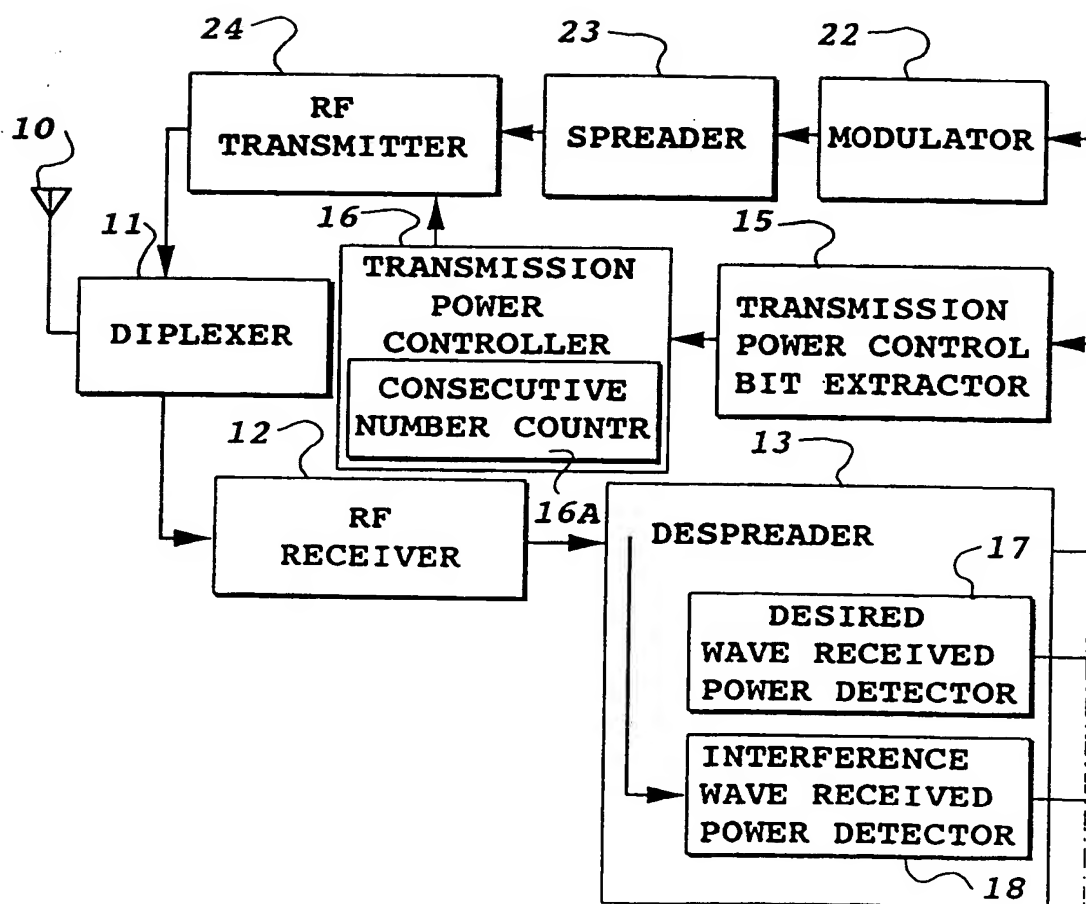 24
23
22
RF
TRANSMITTER
SPREADER
MODULATOR
10
11
16
15
DIPLEXER
TRANSMISSION
POWER
CONTROLLER
CONSECUTIVE
NUMBER COUNTR
TRANSMISSION
POWER CONTROL
BIT EXTRACTOR
12
16A
13
RF
RECEIVER
DESPREADER
17
DESIRED
WAVE RECEIVED
POWER DETECTOR
INTERFERENCE
WAVE RECEIVED
POWER DETECTOR
18